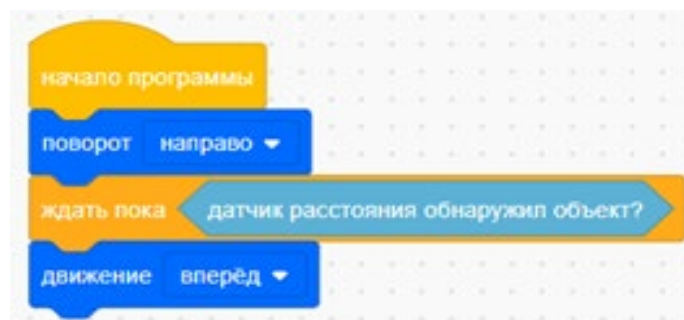 начало программы
поворот направо
ждать пока датчик расстояния обнаружил объект?
движение вперёд